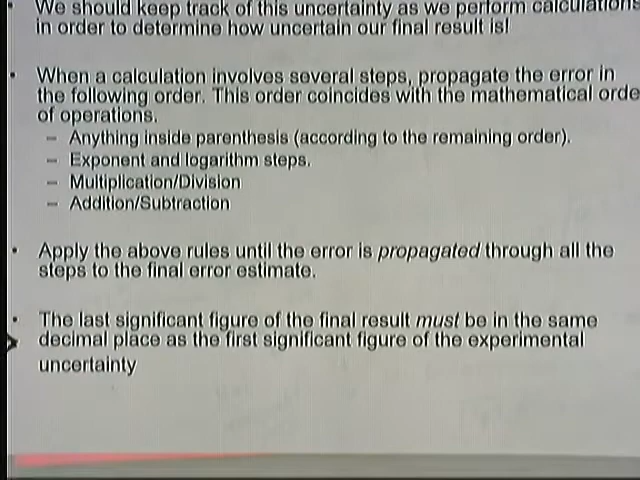 • We should keep track of this uncertainty as we perform calculations
in order to determine how uncertain our final result is!
• When a calculation involves several steps, propagate the error in
the following order. This order coincides with the mathematical orde
of operations.
– Anything inside parenthesis (according to the remaining order).
– Exponent and logarithm steps.
– Multiplication/Division
– Addition/Subtraction
• Apply the above rules until the error is propagated through all the
steps to the final error estimate.
• The last significant figure of the final result must be in the same
decimal place as the first significant figure of the experimental
uncertainty